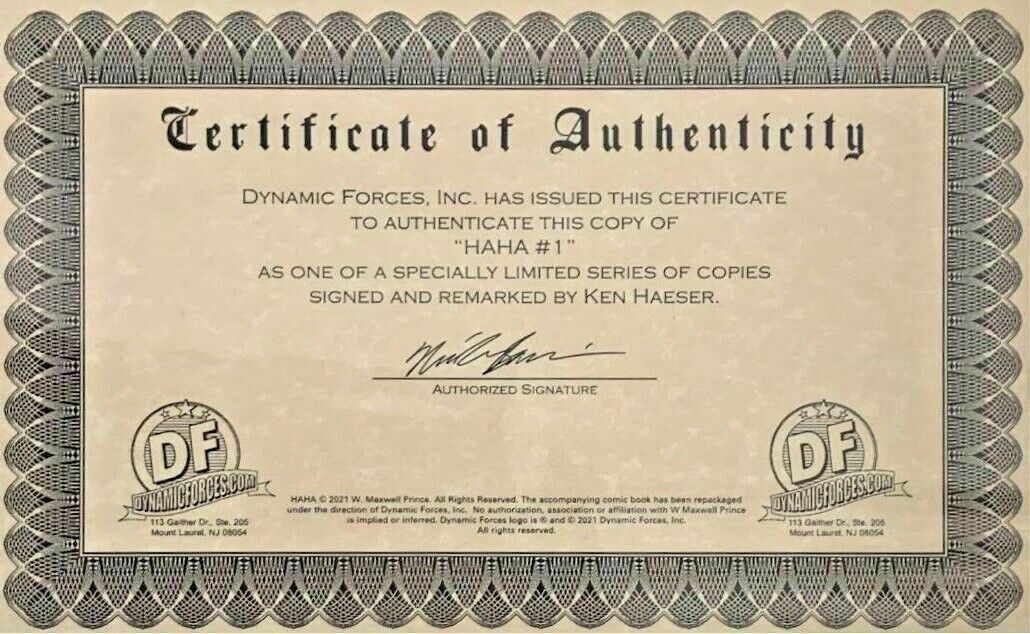 Certificate of Authenticity
DYNAMIC FORCES, INC. HAS ISSUED THIS CERTIFICATE
TO AUTHENTICATE THIS COPY OF
"HAHA #1"
AS ONE OF A SPECIALLY LIMITED SERIES OF COPIES
SIGNED AND REMARKED BY KEN HAESER.
AUTHORIZED SIGNATURE
DF
DYNAMICFORCES.COM
113 Gaither Dr., Ste. 205
Mount Laurel, NJ 08054
HAHA © 2021 W. Maxwell Prince. All Rights Reserved. The accompanying comic book has been repackaged
under the direction of Dynamic Forces, Inc. No authorization, association or affiliation with W Maxwell Prince
is implied or inferred. Dynamic Forces logo is ® and © 2021 Dynamic Forces, Inc.
All rights reserved.
DF
DYNAMICFORCES.COM
113 Gaither Dr., Ste. 205
Mount Laurel, NJ 08054